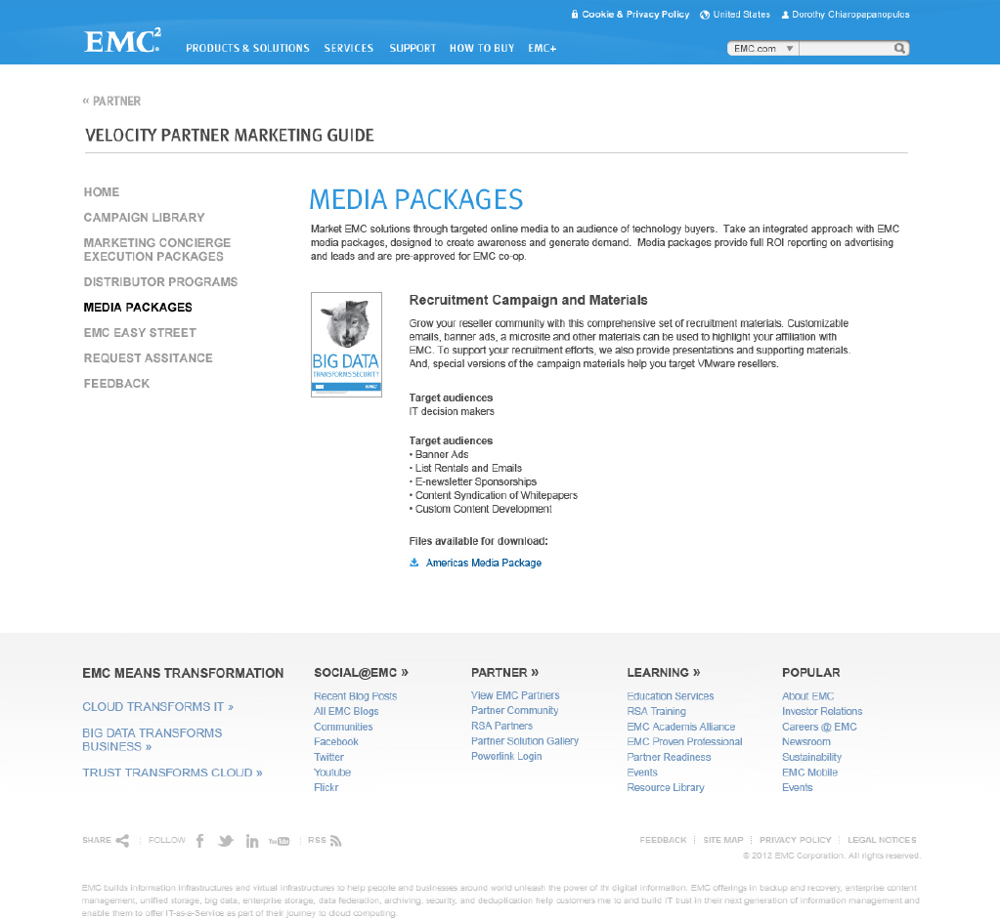 Cookie & Privacy Policy United States Dorothy Chiaropapanopulos
EMC2
PRODUCTS & SOLUTIONS SERVICES SUPPORT HOW TO BUY EMC+
EMC.com
« PARTNER
VELOCITY PARTNER MARKETING GUIDE
HOME
CAMPAIGN LIBRARY
MARKETING CONCIERGE
EXECUTION PACKAGES
DISTRIBUTOR PROGRAMS
MEDIA PACKAGES
EMC EASY STREET
REQUEST ASSITANCE
FEEDBACK
MEDIA PACKAGES
Market EMC solutions through targeted online media to an audience of technology buyers. Take an integrated approach with EMC
media packages, designed to create awareness and generate demand. Media packages provide full ROI reporting on advertising
and leads and are pre-approved for EMC co-op.
BIG DATA
TRANSFORMS SECURITY
Recruitment Campaign and Materials
Grow your reseller community with this comprehensive set of recruitment materials. Customizable
emails, banner ads, a microsite and other materials can be used to highlight your affiliation with
EMC. To support your recruitment efforts, we also provide presentations and supporting materials.
And, special versions of the campaign materials help you target VMware resellers.
Target audiences
IT decision makers
Target audiences
• Banner Ads
• List Rentals and Emails
• E-newsletter Sponsorships
• Content Syndication of Whitepapers
• Custom Content Development
Files available for download:
Americas Media Package
EMC MEANS TRANSFORMATION
CLOUD TRANSFORMS IT »
BIG DATA TRANSFORMS
BUSINESS »
TRUST TRANSFORMS CLOUD »
SOCIAL@EMC »
Recent Blog Posts
All EMC Blogs
Communities
Facebook
Twitter
Youtube
Flickr
PARTNER »
View EMC Partners
Partner Community
RSA Partners
Partner Solution Gallery
Powerlink Login
LEARNING »
Education Services
RSA Training
EMC Academis Alliance
EMC Proven Professional
Partner Readiness
Events
Resource Library
POPULAR
About EMC
Investor Relations
Careers @ EMC
Newsroom
Sustainability
EMC Mobile
Events
SHARE FOLLOW YouTube RSS
FEEDBACK SITE MAP PRIVACY POLICY LEGAL NOTICES
© 2012 EMC Corporation. All rights reserved.
EMC builds information infrastructures and virtual infrastructures to help people and businesses around world unleash the power of thr digital information. EMC offerings in backup and recovery, enterprise content
management, unified storage, big data, enterprise storage, data federation, archiving, security, and deduplication help customers me to and build IT trust in their next generation of information management and
enable them to offer IT-as-a-Service as part of their journey to cloud computing.